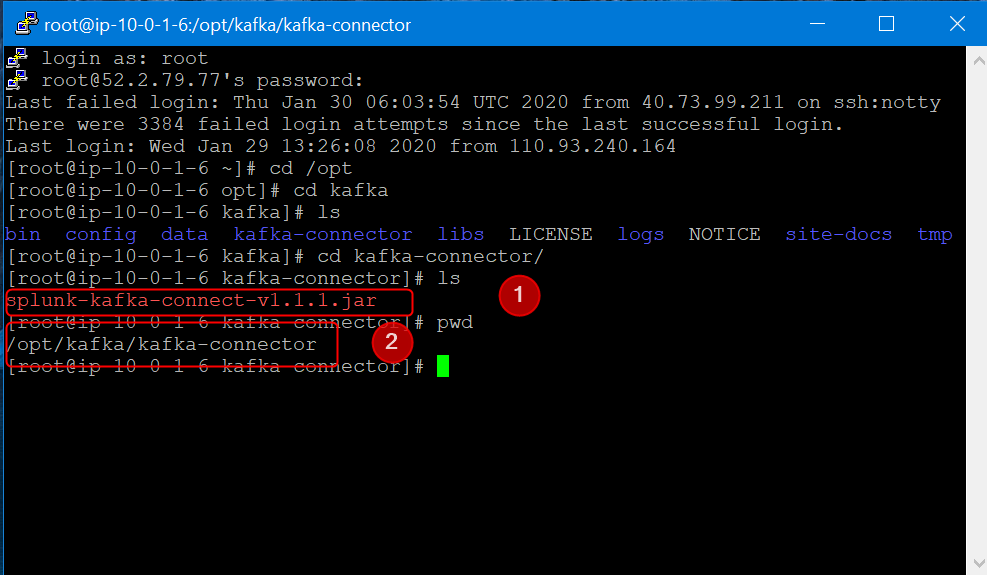 root@ip-10-0-1-6:/opt/kafka/kafka-connector
login as: root
root@52.2.79.77's password:
Last failed login: Thu Jan 30 06:03:54 UTC 2020 from 40.73.99.211 on ssh:notty
There were 3384 failed login attempts since the last successful login.
Last login: Wed Jan 29 13:26:08 2020 from 110.93.240.164
[root@ip-10-0-1-6 ~]# cd /opt
[root@ip-10-0-1-6 opt]# cd kafka
[root@ip-10-0-1-6 kafka]# ls
bin config data kafka-connector libs LICENSE logs NOTICE site-docs tmp
[root@ip-10-0-1-6 kafka]# cd kafka-connector/
[root@ip-10-0-1-6 kafka-connector]# ls
1
splunk-kafka-connect-v1.1.1.jar
[root@ip-10-0-1-6 kafka-connector]# pwd
/opt/kafka/kafka-connector
2
[root@ip-10-0-1-6 kafka-connector]#